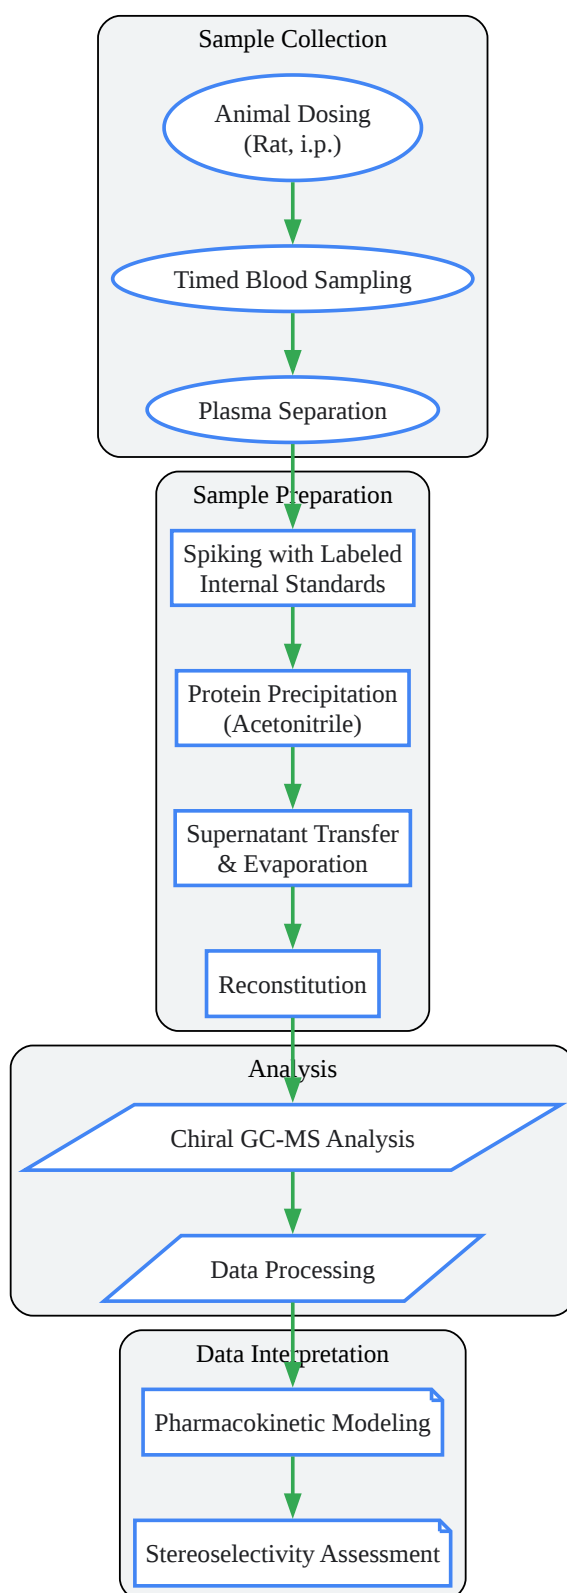 Sample Collection
Animal Dosing
(Rat, i.p.)
Timed Blood Sampling
Plasma Separation
Sample Preparation
Spiking with Labeled
Internal Standards
Protein Precipitation
(Acetonitrile)
Supernatant Transfer
& Evaporation
Reconstitution
Analysis
Chiral GC-MS Analysis
Data Processing
Data Interpretation
Pharmacokinetic Modeling
Stereoselectivity Assessment